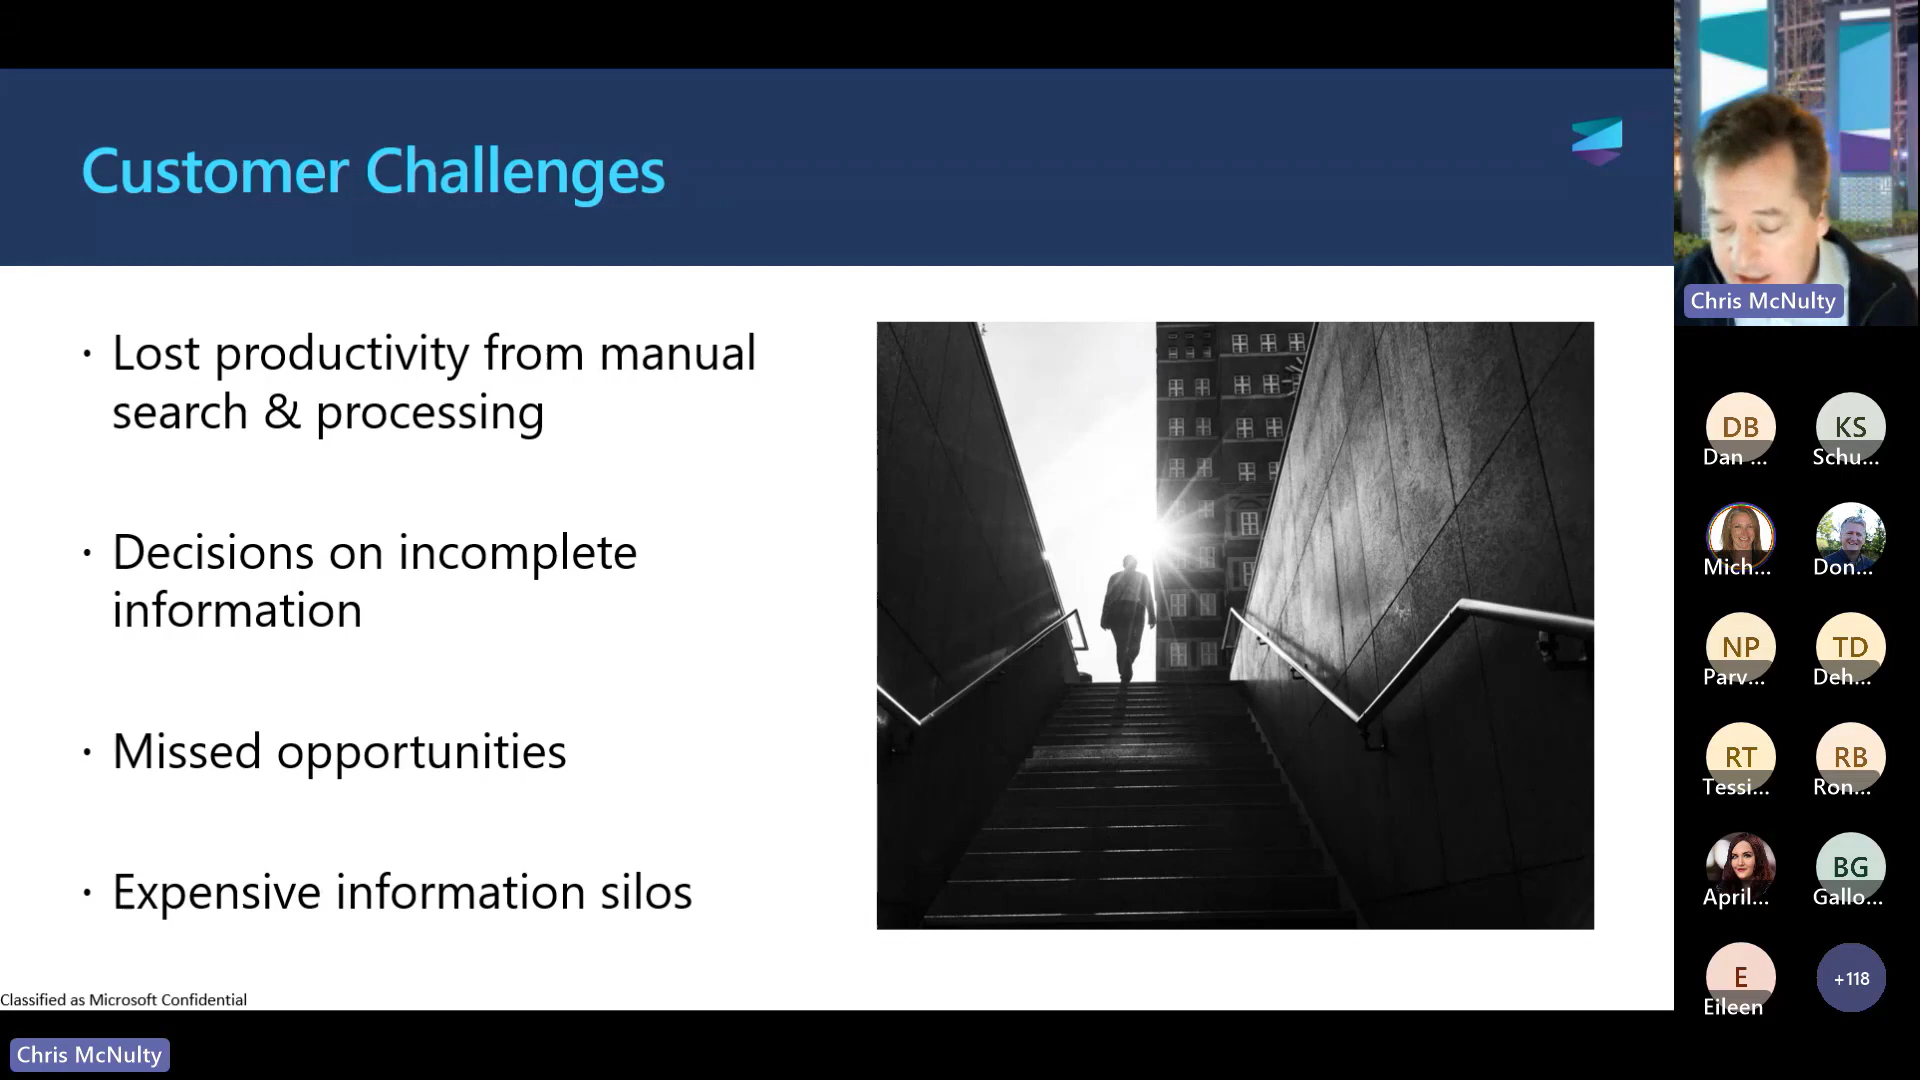 Customer Challenges
· Lost productivity from manual
search & processing
· Decisions on incomplete
information
· Missed opportunities
· Expensive information silos
Classified as Microsoft Confidential
Chris McNulty
Chris McNulty
DB
Dan ...
KS
Schu...
Mich...
Don...
NP
Parv...
TD
Deh...
RT
Tessi...
RB
Ron...
April...
BG
Gallo...
E
Eileen
+118